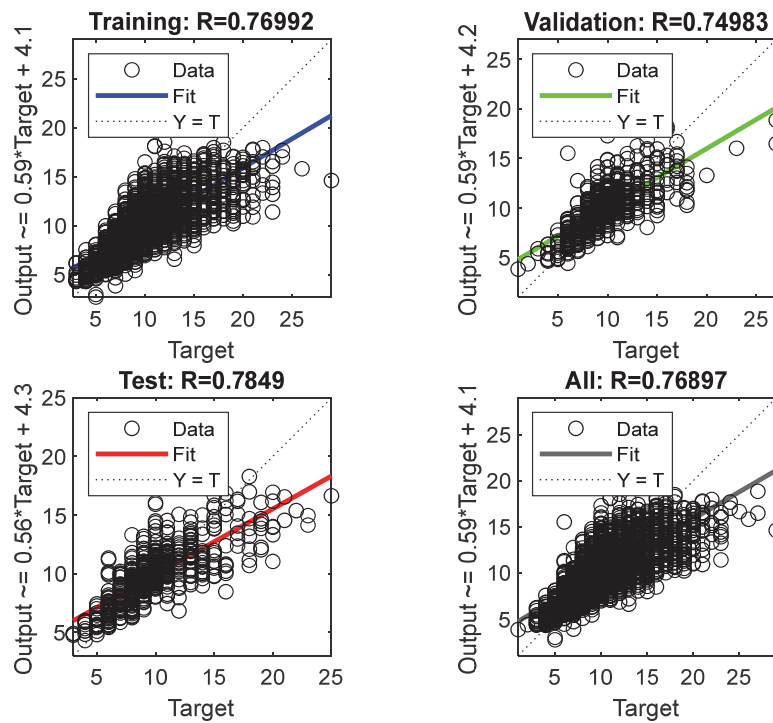 Training: R=0.76992
Output ~= 0.59*Target + 4.1
25
20
15
10
5
Data
Fit
Y = T
5 10 15 20 25
Target
Validation: R=0.74983
Output ~= 0.59*Target + 4.2
25
20
15
10
5
Data
Fit
Y = T
5 10 15 20 25
Target
Test: R=0.7849
Output ~= 0.56*Target + 4.3
25
20
15
10
5
Data
Fit
Y = T
5 10 15 20 25
Target
All: R=0.76897
Output ~= 0.59*Target + 4.1
25
20
15
10
5
Data
Fit
Y = T
5 10 15 20 25
Target